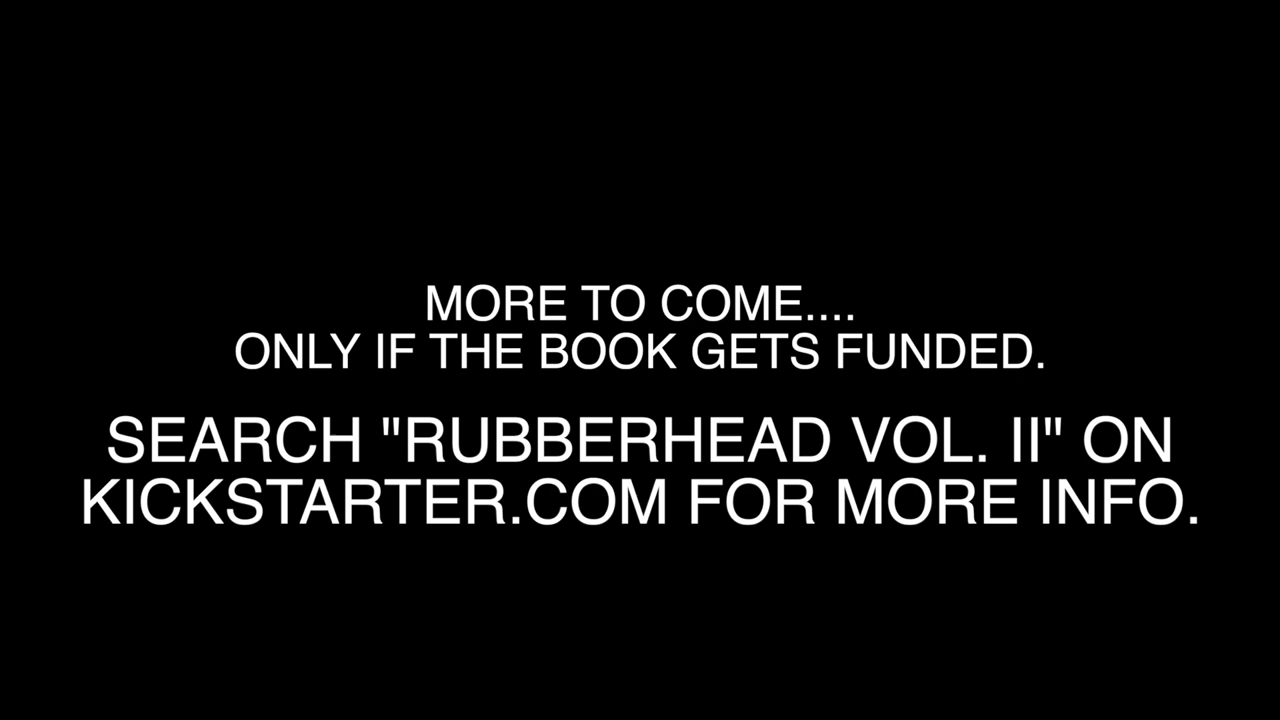 MORE TO COME....
ONLY IF THE BOOK GETS FUNDED.
SEARCH "RUBBERHEAD VOL. II" ON
KICKSTARTER.COM FOR MORE INFO.